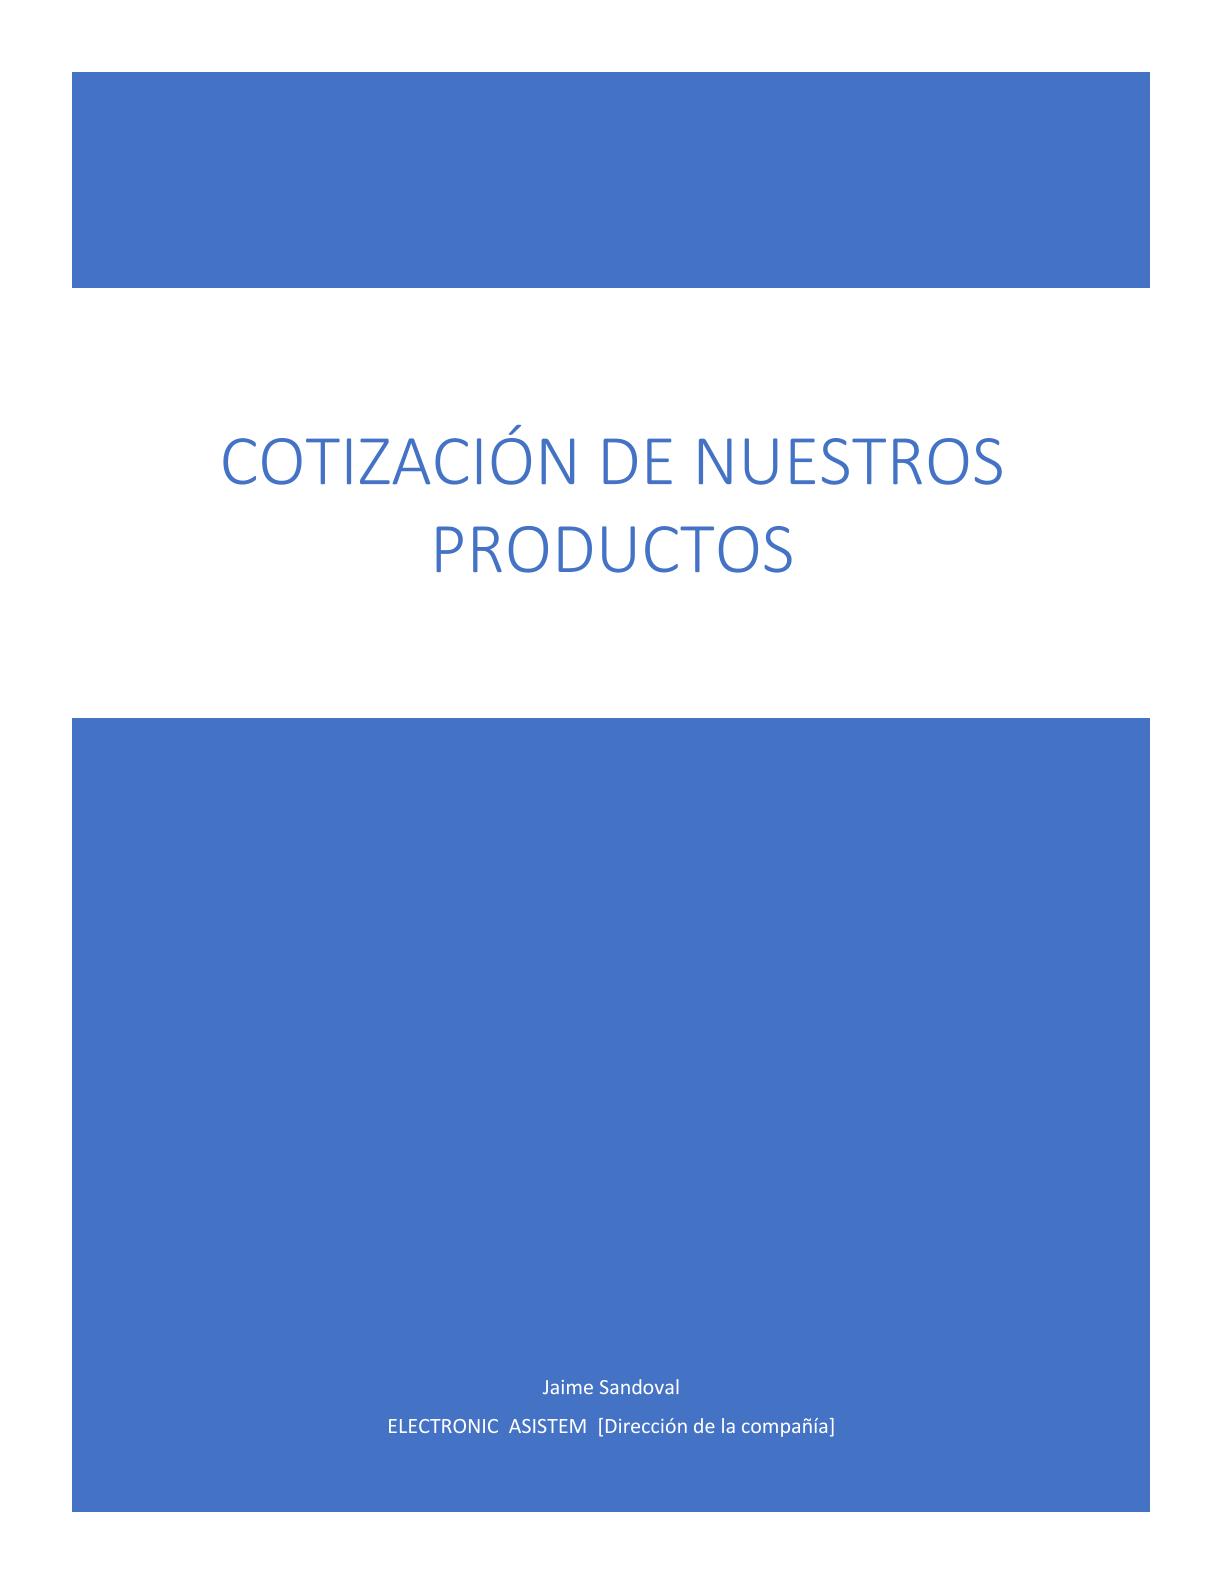 COTIZACIÓN DE NUESTROS
PRODUCTOS
Jaime Sandoval
ELECTRONIC  ASISTEM  [Dirección de la compañía]